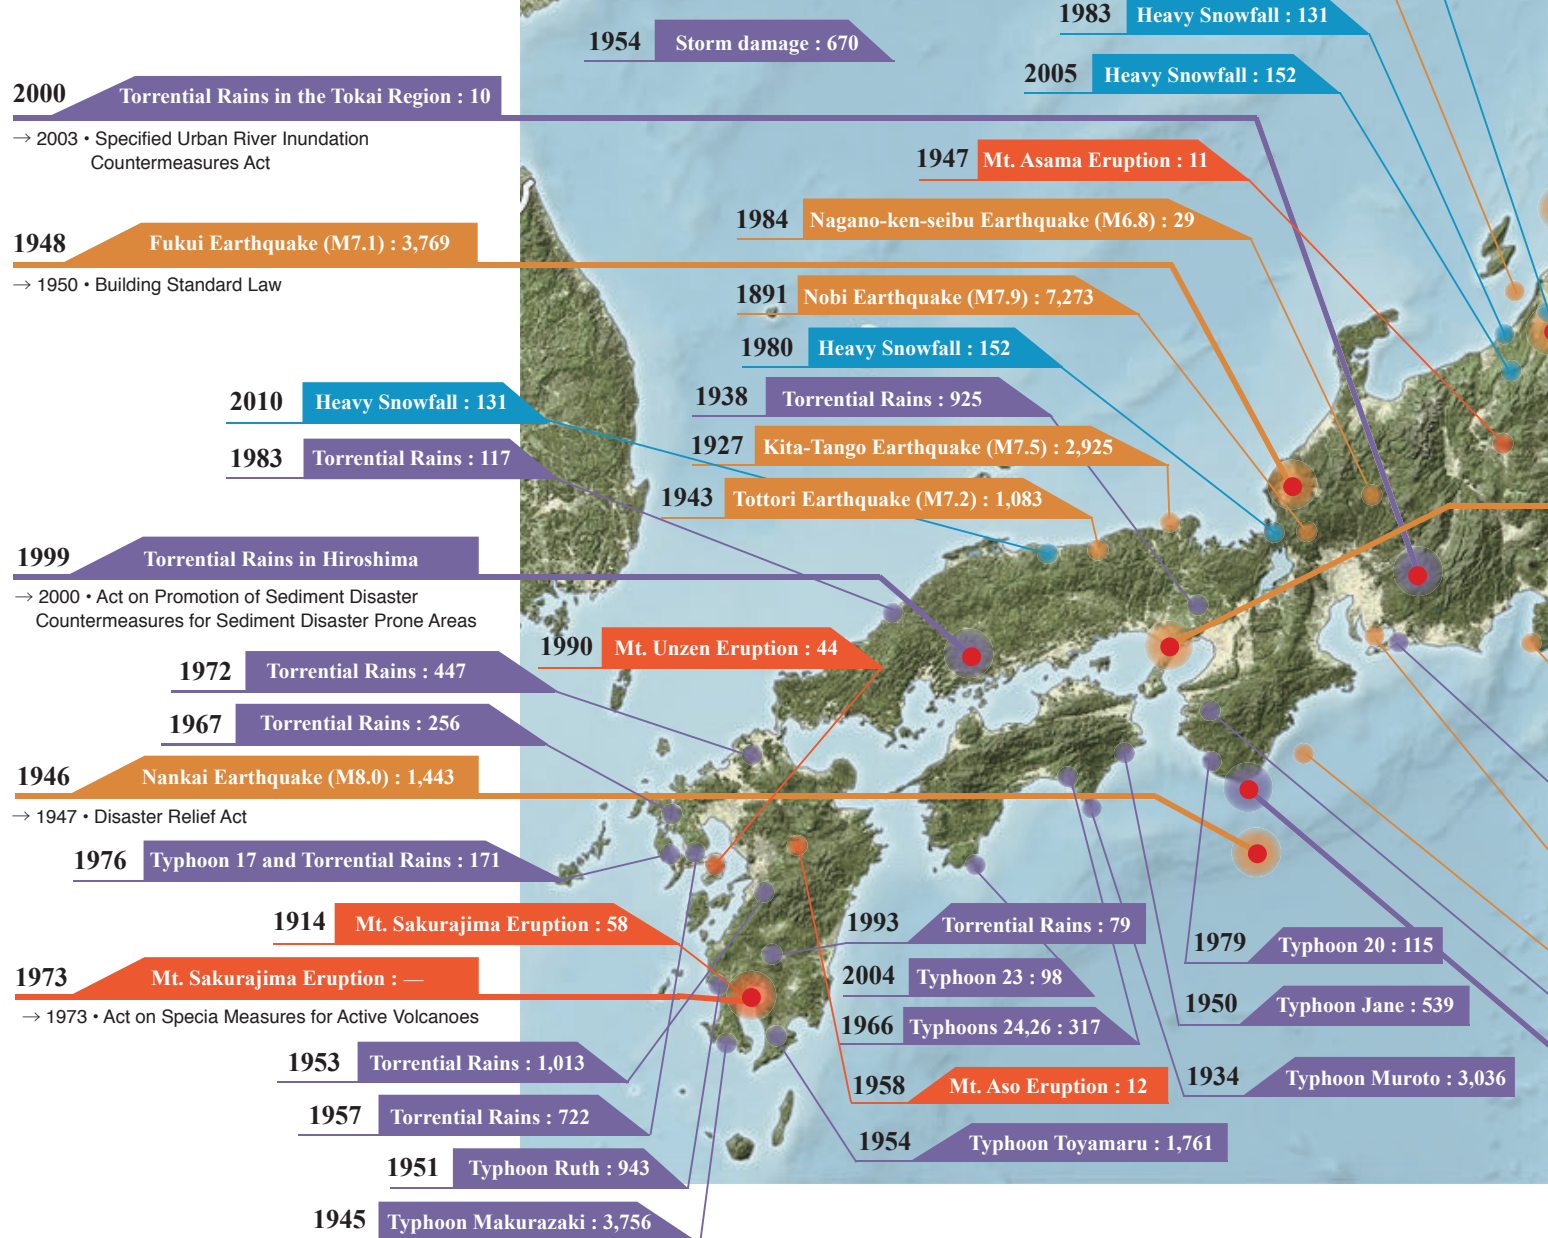 1983 Heavy Snowfall : 131
1954 Storm damage : 670
2005 Heavy Snowfall : 152
2000 Torrential Rains in the Tokai Region : 10
→ 2003 • Specified Urban River Inundation
Countermeasures Act
1947 Mt. Asama Eruption : 11
1984 Nagano-ken-seibu Earthquake (M6.8) : 29
1948 Fukui Earthquake (M7.1) : 3,769
→ 1950 • Building Standard Law
1891 Nobi Earthquake (M7.9) : 7,273
1980 Heavy Snowfall : 152
2010 Heavy Snowfall : 131
1938 Torrential Rains : 925
1983 Torrential Rains : 117
1927 Kita-Tango Earthquake (M7.5) : 2,925
1943 Tottori Earthquake (M7.2) : 1,083
1999 Torrential Rains in Hiroshima
→ 2000 • Act on Promotion of Sediment Disaster
Countermeasures for Sediment Disaster Prone Areas
1990 Mt. Unzen Eruption : 44
1972 Torrential Rains : 447
1967 Torrential Rains : 256
1946 Nankai Earthquake (M8.0) : 1,443
→ 1947 • Disaster Relief Act
1976 Typhoon 17 and Torrential Rains : 171
1914 Mt. Sakurajima Eruption : 58
1993 Torrential Rains : 79
1979 Typhoon 20 : 115
1973 Mt. Sakurajima Eruption : —
→ 1973 • Act on Specia Measures for Active Volcanoes
2004 Typhoon 23 : 98
1950 Typhoon Jane : 539
1966 Typhoons 24,26 : 317
1953 Torrential Rains : 1,013
1958 Mt. Aso Eruption : 12
1934 Typhoon Muroto : 3,036
1957 Torrential Rains : 722
1954 Typhoon Toyamaru : 1,761
1951 Typhoon Ruth : 943
1945 Typhoon Makurazaki : 3,756